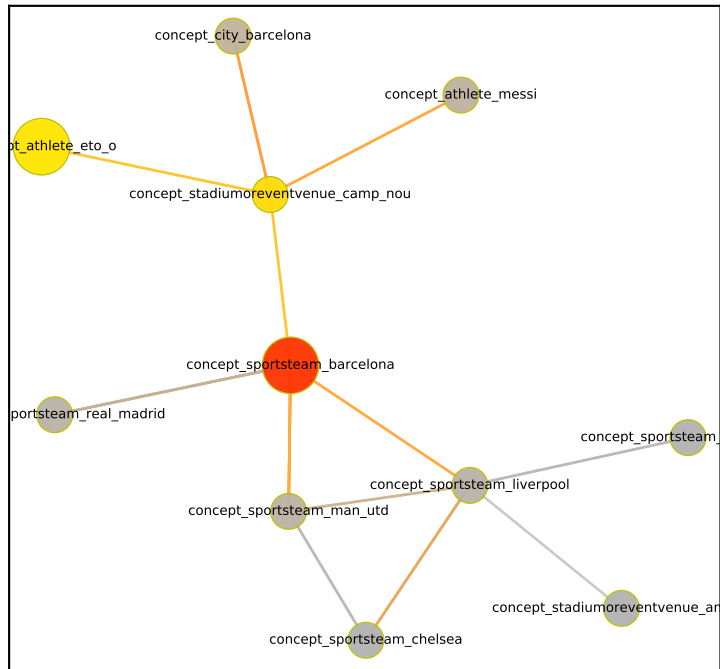 concept_city_barcelona
concept_athlete_messi
pt_athlete_eto_o
concept_stadiumoreventvenue_camp_nou
concept_sportsteam_barcelona
portsteam_real_madrid
concept_sportsteam_
concept_sportsteam_liverpool
concept_sportsteam_man_utd
concept_stadiumoreventvenue_an
concept_sportsteam_chelsea